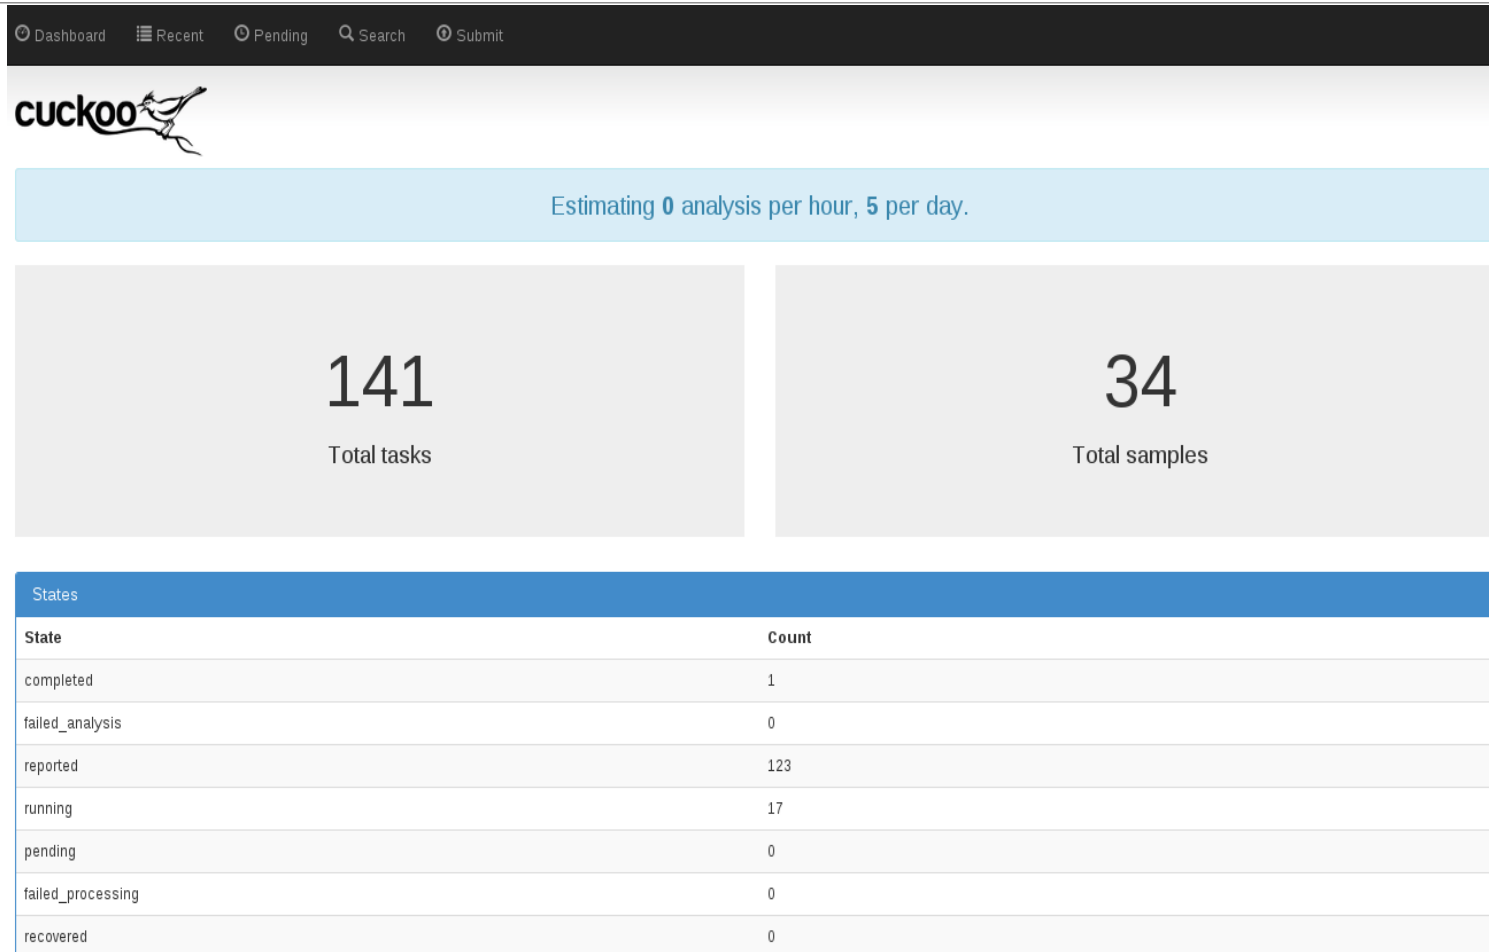 Dashboard Recent Pending Search Submit
cuckoo
Estimating 0 analysis per hour, 5 per day.
141
Total tasks
34
Total samples
States
State Count
completed 1
failed_analysis 0
reported 123
running 17
pending 0
failed_processing 0
recovered 0